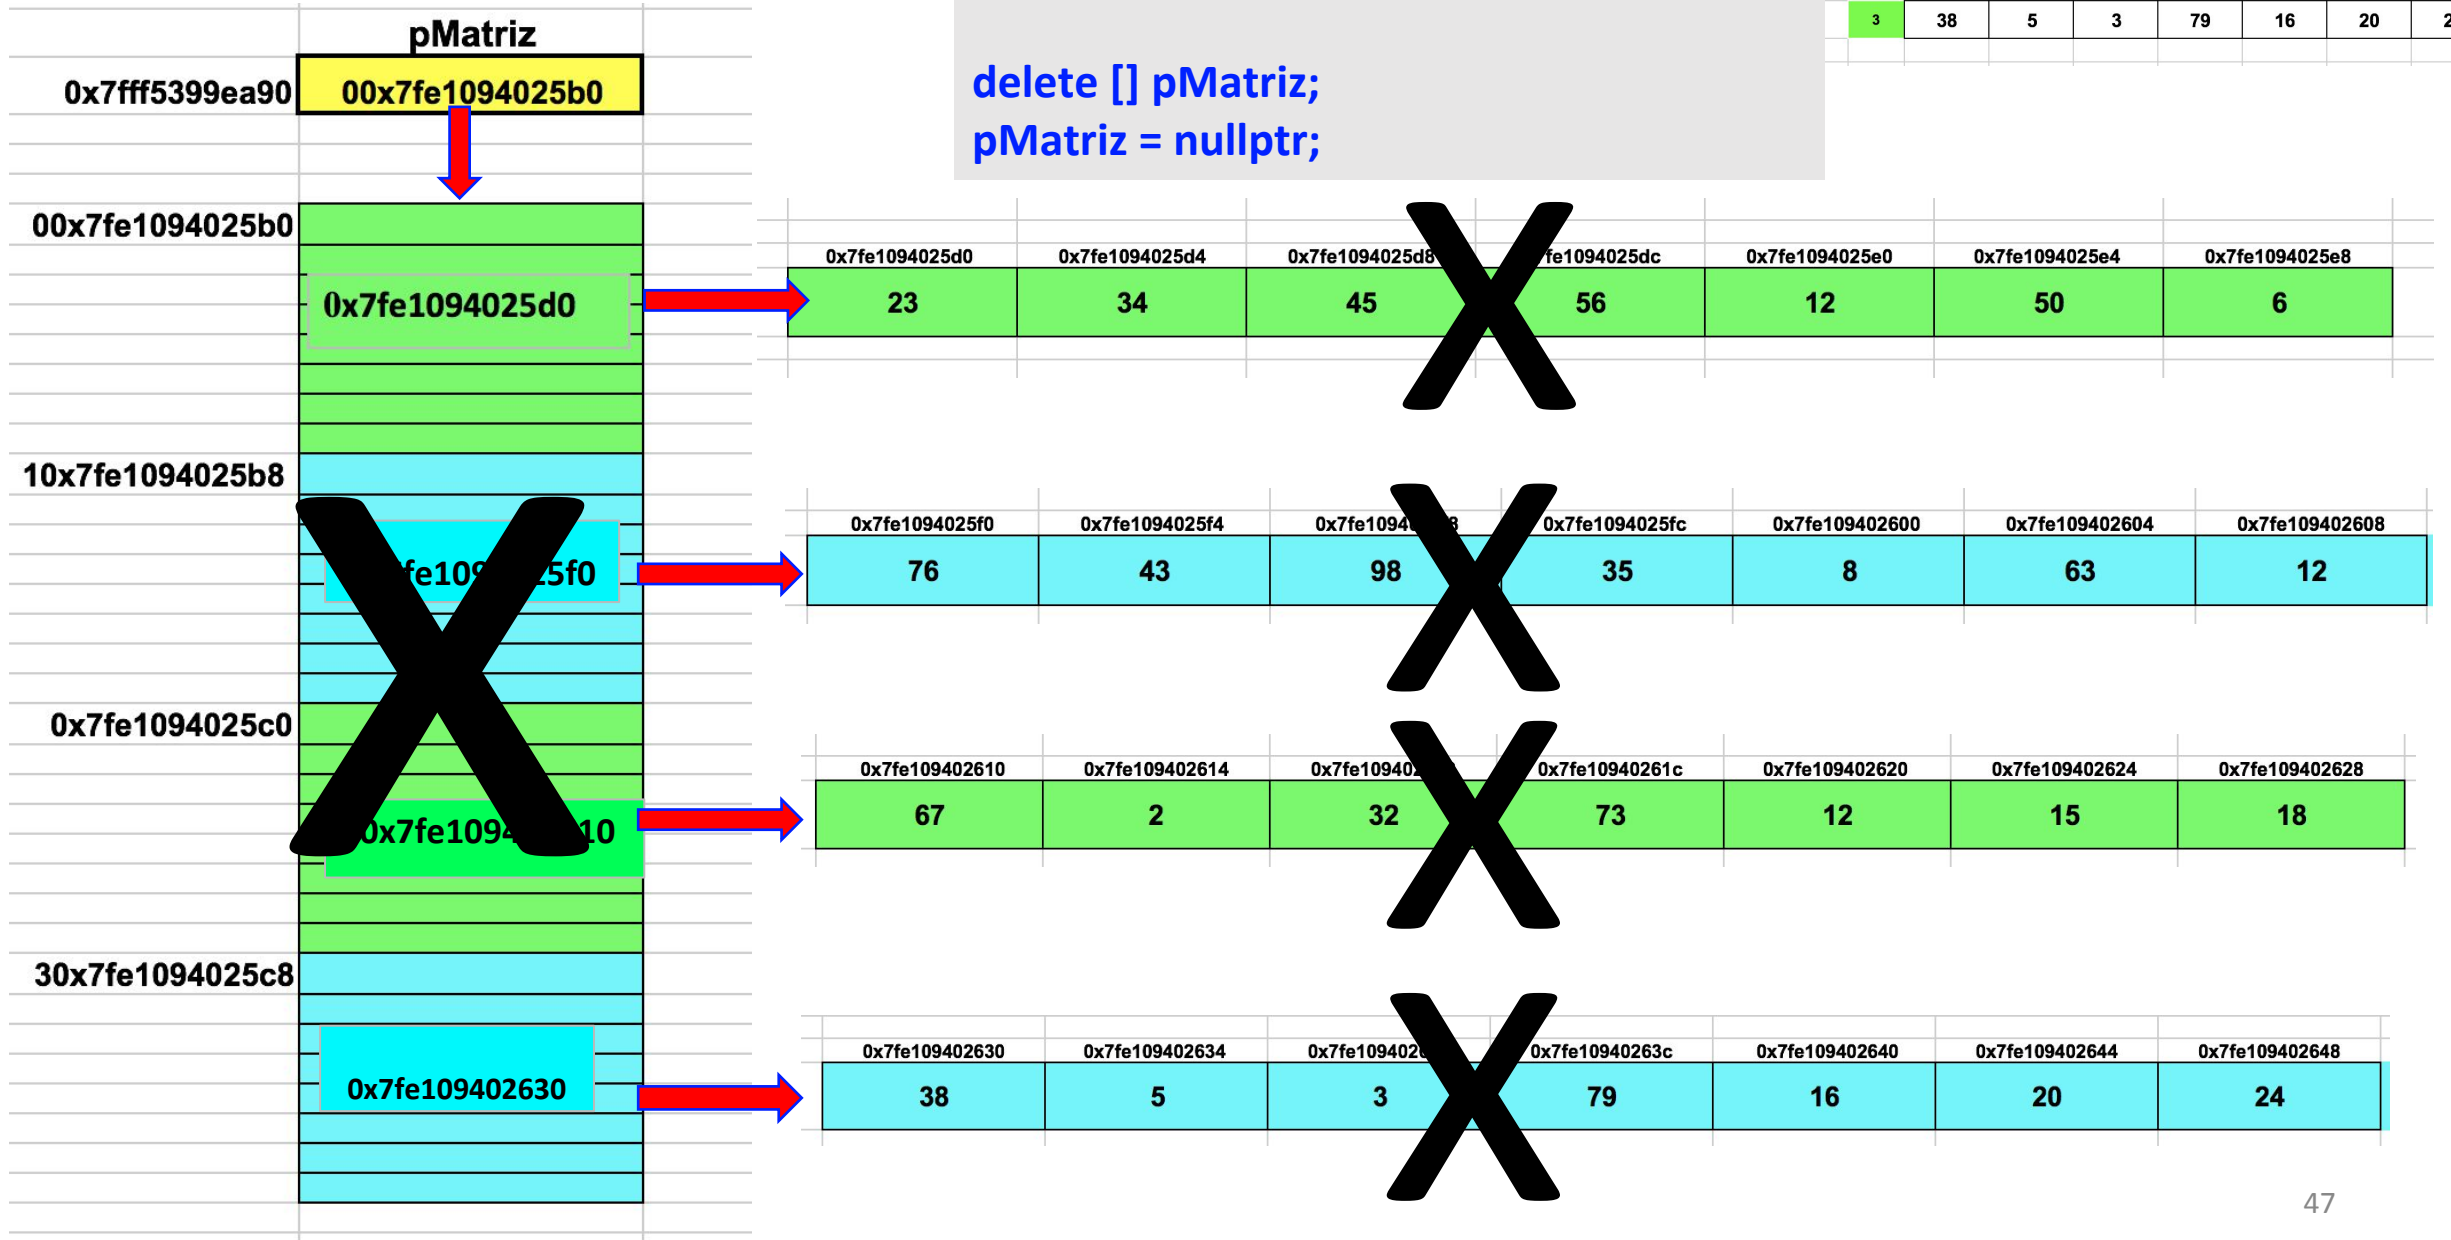 pMatriz
0x7fff5399ea90 00x7fe1094025b0
delete [] pMatriz;
pMatriz = nullptr;
3 38 5 3 79 16 20
00x7fe1094025b0
0x7fe1094025d0
0x7fe1094025d0 0x7fe1094025d4 0x7fe1094025d8 fe1094025dc 0x7fe1094025e0 0x7fe1094025e4 0x7fe1094025e8
23 34 45 56 12 50 6
10x7fe1094025b8
0x7fe1094025f0 0x7fe1094025f4 0x7fe1094025fc 0x7fe109402600 0x7fe109402604 0x7fe109402608
76 43 98 35 8 63 12
0x7fe1094025c0
0x7fe109402610 0x7fe109402614 0x7fe10940261c 0x7fe109402620 0x7fe109402624 0x7fe109402628
67 2 32 73 12 15 18
30x7fe1094025c8
0x7fe109402630
0x7fe109402630 0x7fe109402634 0x7fe10940263c 0x7fe109402640 0x7fe109402644 0x7fe109402648
38 5 3 79 16 20 24
47